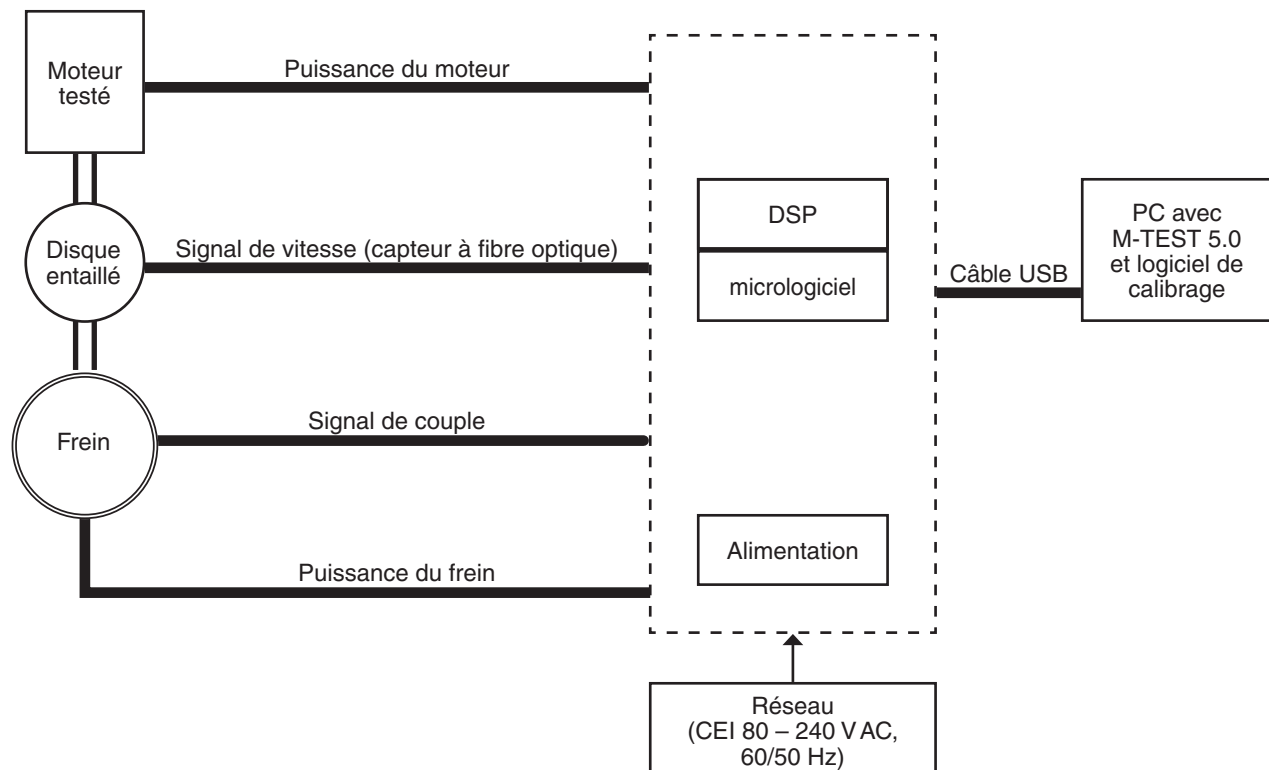 Moteur
testé
Puissance du moteur
Disque
entaillé
Signal de vitesse (capteur à fibre optique)
DSP
micrologiciel
Câble USB
PC avec
M-TEST 5.0
et logiciel de
calibrage
Frein
Signal de couple
Alimentation
Puissance du frein
Réseau
(CEI 80 – 240 V AC,
60/50 Hz)